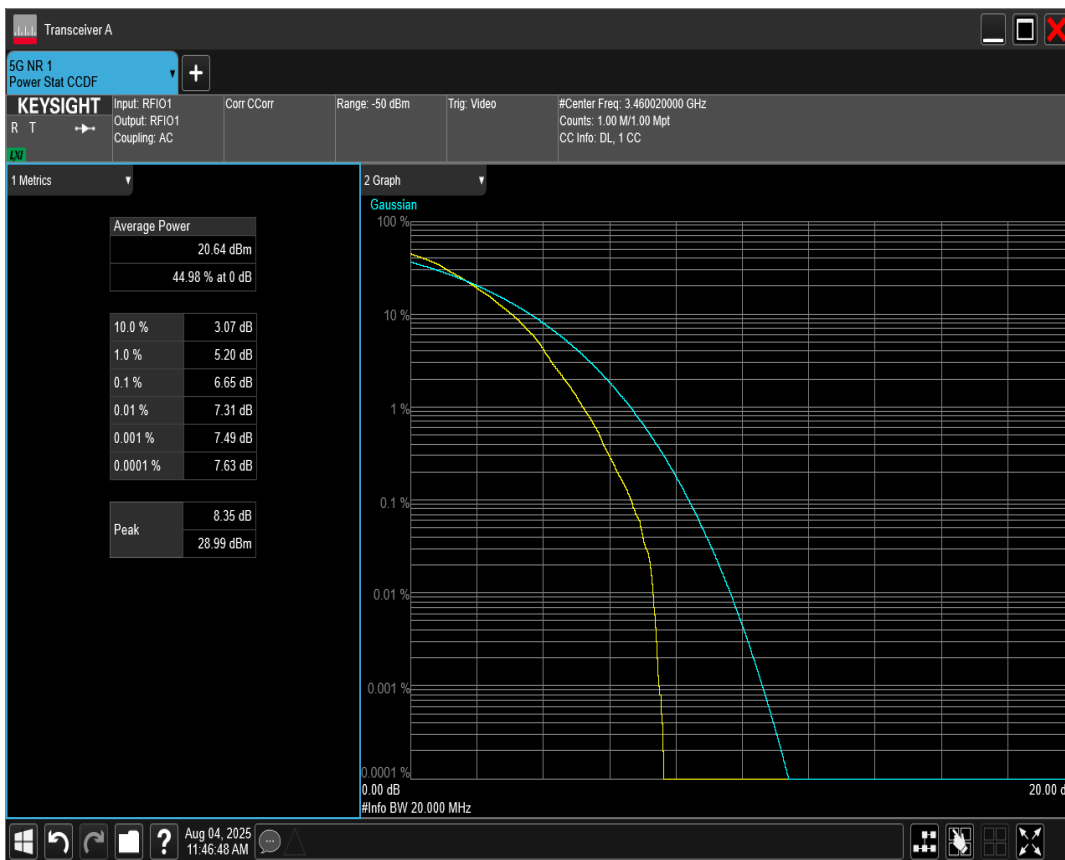 Transceiver A
5G NR 1
Power Stat CCDF
KEYSIGHT
R T
LXI
Input: RFIO1
Output: RFIO1
Coupling: AC
Corr CCorr
Range: -50 dBm
Trig: Video
#Center Freq: 3.460020000 GHz
Counts: 1.00 M/1.00 Mpt
CC Info: DL, 1 CC
1 Metrics
Average Power
20.64 dBm
44.98 % at 0 dB
10.0 % 3.07 dB
1.0 % 5.20 dB
0.1 % 6.65 dB
0.01 % 7.31 dB
0.001 % 7.49 dB
0.0001 % 7.63 dB
Peak
8.35 dB
28.99 dBm
2 Graph
Gaussian
100 %
10 %
1 %
0.1 %
0.01 %
0.001 %
0.0001 %
0.00 dB
20.00 d
#Info BW 20.000 MHz
?
Aug 04, 2025
11:46:48 AM